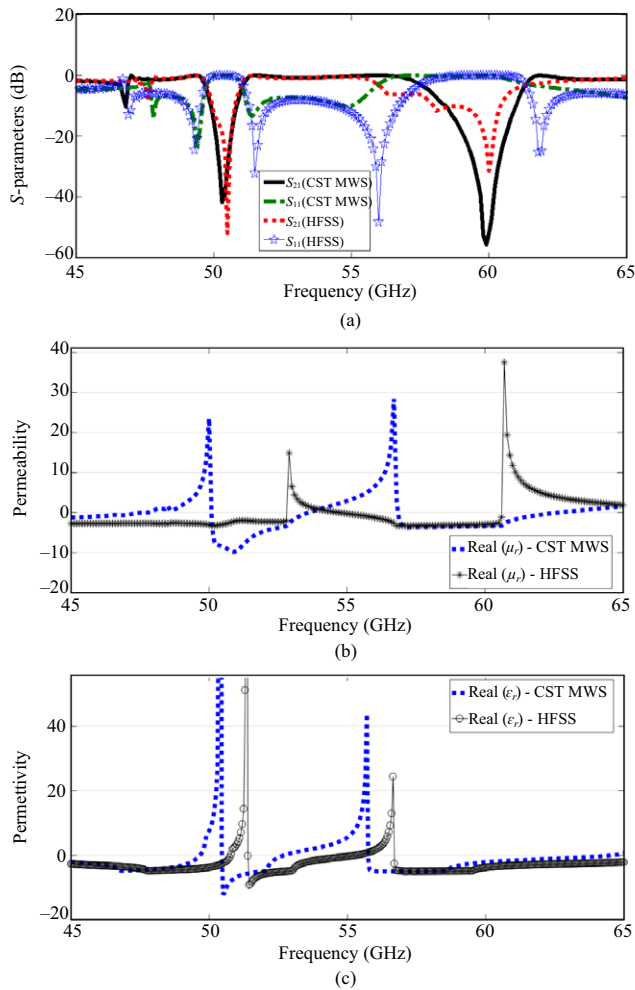 0
−20
−40
−60
S-parameters (dB)
S21(CST MWS)
S11(CST MWS)
S21(HFSS)
S11(HFSS)
45 50 55 60 65
Frequency (GHz)
(a)
40
30
20
10
0
−10
−20
Permeability
Real (μr) - CST MWS
Real (μr) - HFSS
45 50 55 60 65
Frequency (GHz)
(b)
40
20
0
−20
Permettivity
Real (εr) - CST MWS
Real (εr) - HFSS
45 50 55 60 65
Frequency (GHz)
(c)